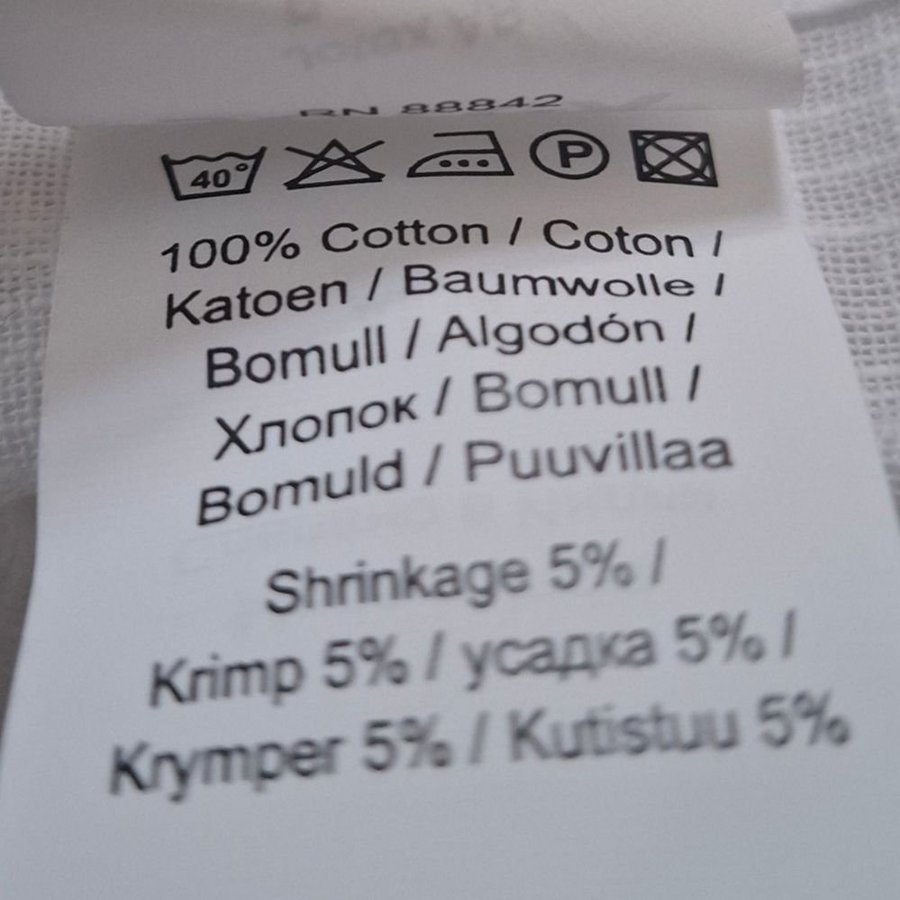 RN 88842
40°
P
100% Cotton / Coton /
Katoen / Baumwolle /
Bomull / Algodón /
Хлопок / Bomull /
Bomuld / Puuvillaa
Shrinkage 5% /
Krimp 5% / усадка 5% /
Krymper 5% / Kutistuu 5%